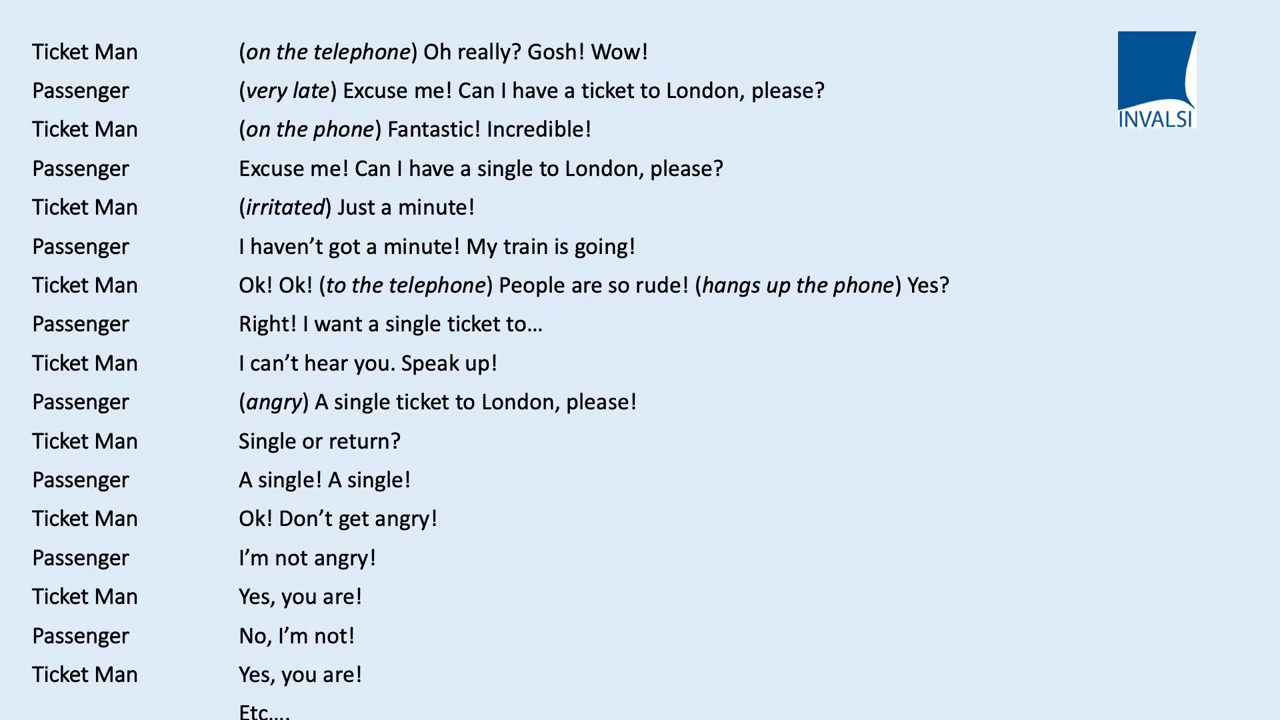 Ticket Man (on the telephone) Oh really? Gosh! Wow!
Passenger (very late) Excuse me! Can I have a ticket to London, please?
Ticket Man (on the phone) Fantastic! Incredible!
Passenger Excuse me! Can I have a single to London, please?
Ticket Man (irritated) Just a minute!
Passenger I haven’t got a minute! My train is going!
Ticket Man Ok! Ok! (to the telephone) People are so rude! (hangs up the phone) Yes?
Passenger Right! I want a single ticket to…
Ticket Man I can’t hear you. Speak up!
Passenger (angry) A single ticket to London, please!
Ticket Man Single or return?
Passenger A single! A single!
Ticket Man Ok! Don’t get angry!
Passenger I’m not angry!
Ticket Man Yes, you are!
Passenger No, I’m not!
Ticket Man Yes, you are!
Etc….
INVALSI